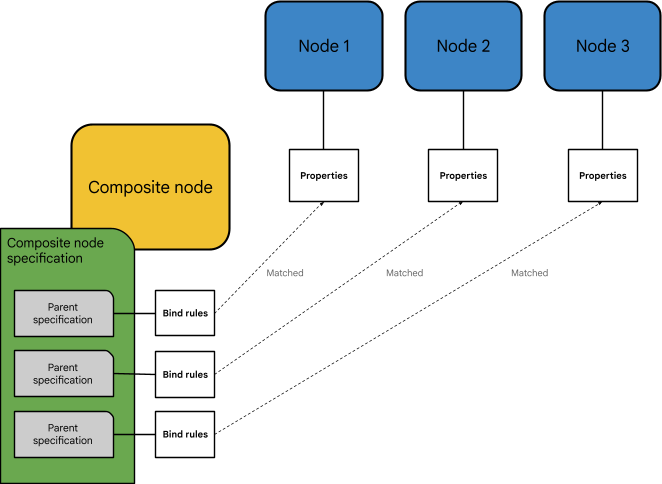 Node 1
Node 2
Node 3
Properties
Properties
Properties
Composite node
Composite node
specification
Matched
Matched
Matched
Parent
specification
Bind rules
Parent
specification
Bind rules
Parent
specification
Bind rules